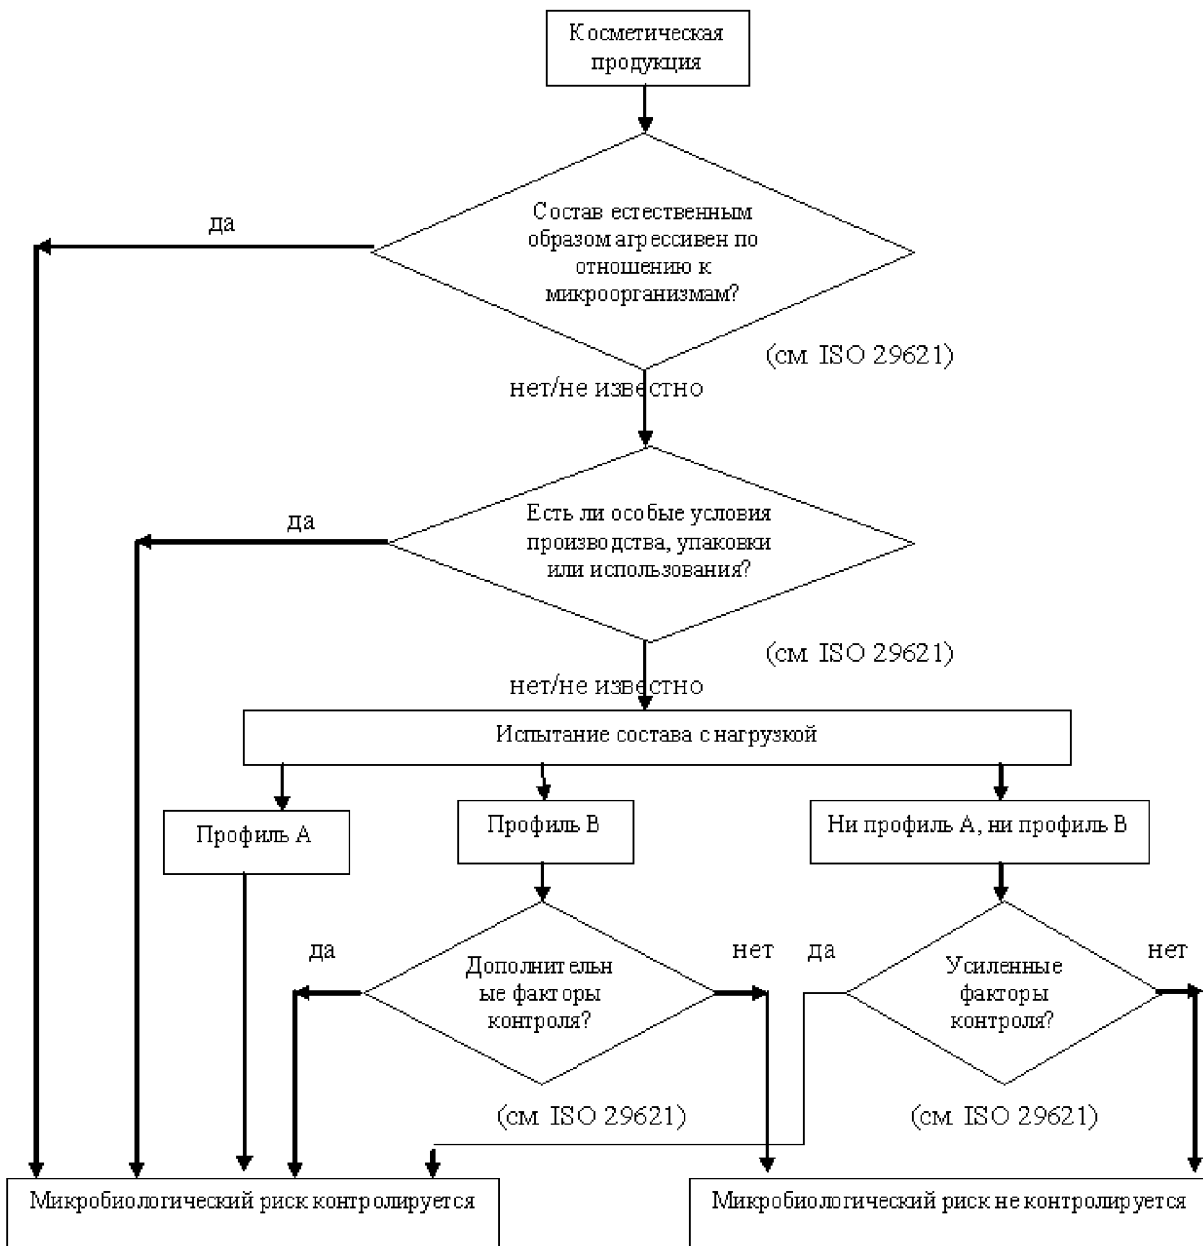 Косметическая
продукция
Состав естественным
образом агрессивен по
отношению к
микроорганизмам?
да
(см. ISO 29621)
нет/не известно
Есть ли особые условия
производства, упаковки
или использования?
да
(см. ISO 29621)
нет/не известно
Испытание состава с нагрузкой
Профиль А
Профиль В
Ни профиль А, ни профиль В
да
Дополнительн
ые факторы
контроля?
нет
да
Усиленные
факторы
контроля?
нет
(см. ISO 29621)
(см. ISO 29621)
Микробиологический риск контролируется
Микробиологический риск не контролируется